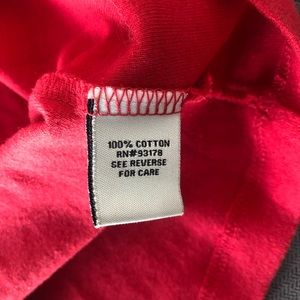 100% COTTON
RN#93178
SEE REVERSE
FOR CARE